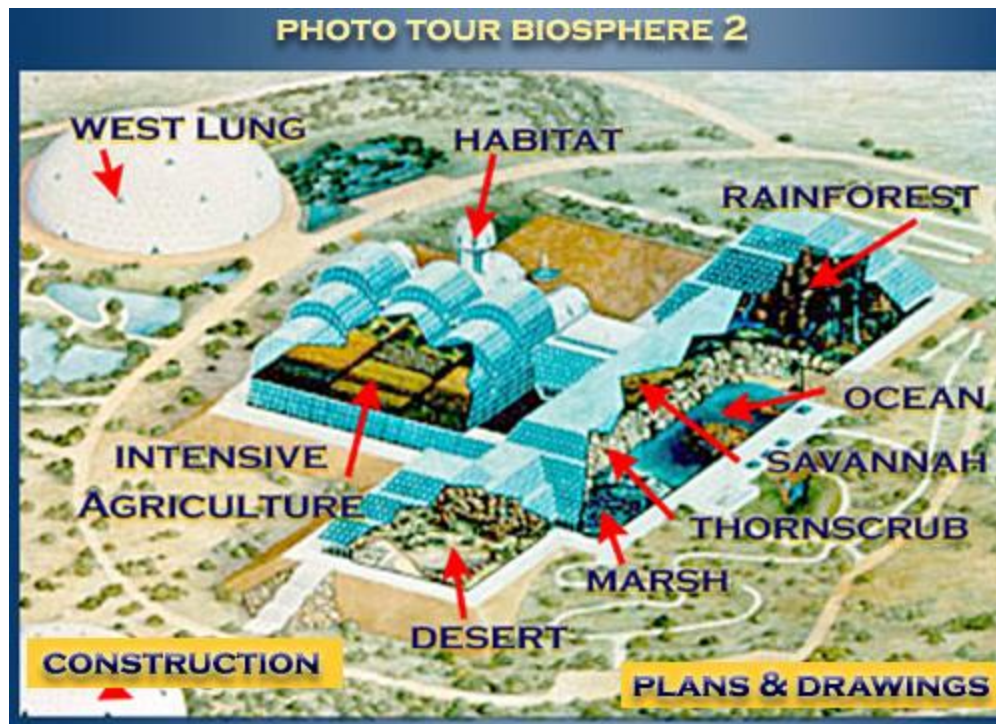 PHOTO TOUR BIOSPHERE 2
WEST LUNG
HABITAT
RAINFOREST
OCEAN
INTENSIVE
AGRICULTURE
SAVANNAH
THORNSCRUB
MARSH
DESERT
CONSTRUCTION
PLANS & DRAWINGS